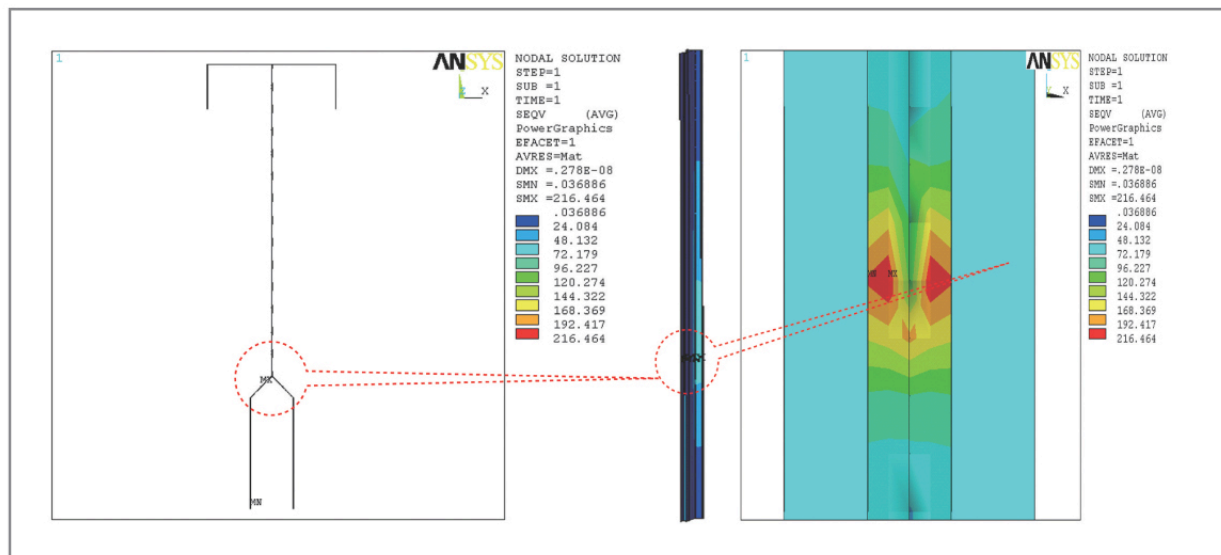 1
ANSYS
Z X
NODAL SOLUTION
STEP=1
SUB =1
TIME=1
SEQV (AVG)
PowerGraphics
EFACET=1
AVRES=Mat
DMX =.278E-08
SMN =.036886
SMX =216.464
.036886
24.084
48.132
72.179
96.227
120.274
144.322
168.369
192.417
216.464
MX
MN
1
ANSYS
X
MX
NODAL SOLUTION
STEP=1
SUB =1
TIME=1
SEQV (AVG)
PowerGraphics
EFACET=1
AVRES=Mat
DMX =.278E-08
SMN =.036886
SMX =216.464
.036886
24.084
48.132
72.179
96.227
120.274
144.322
168.369
192.417
216.464